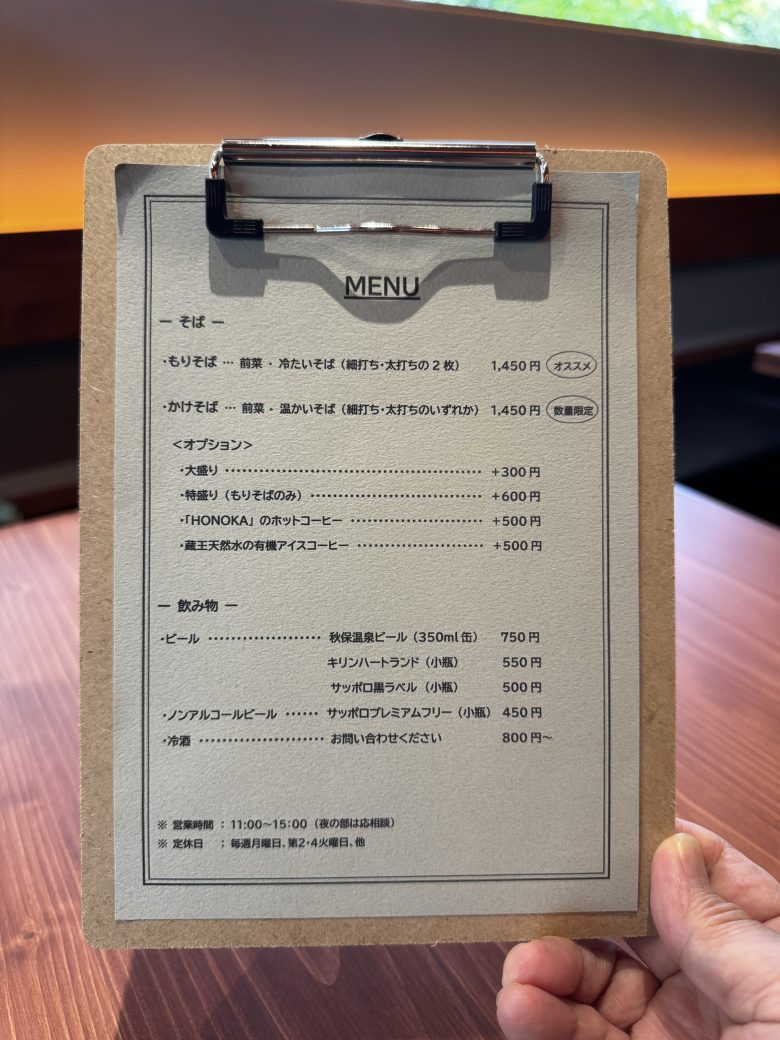 MENU
ー そば ー
・もりそば … 前菜 ・ 冷たいそば（細打ち・太打ちの２枚） 1,450円 オススメ
・かけそば … 前菜 ・ 温かいそば（細打ち・太打ちのいずれか） 1,450円 数量限定
＜オプション＞
・大盛り ・・・・・・・・・・・・・・・・・・・・・・・・・・・・・・・・・・・・・・・・・・・・ +300円
・特盛り（もりそばのみ） ・・・・・・・・・・・・・・・・・・・・・・・・・・・・・・ +600円
・「HONOKA」のホットコーヒー ・・・・・・・・・・・・・・・・・・・・・・・ +500円
・蔵王天然水の有機アイスコーヒー ・・・・・・・・・・・・・・・・・・・・・・ +500円
ー 飲み物 ー
・ビール ・・・・・・・・・・・・・・・・・・・・ 秋保温泉ビール（350ml缶） 750円
キリンハートランド（小瓶） 550円
サッポロ黒ラベル（小瓶） 500円
・ノンアルコールビール ・・・・・・ サッポロプレミアムフリー（小瓶） 450円
・冷酒 ・・・・・・・・・・・・・・・・・・・・・・ お問い合わせください 800円～
※ 営業時間 ： 11:00～15:00（夜の部は応相談）
※ 定休日 ： 毎週月曜日、第2・4火曜日、他